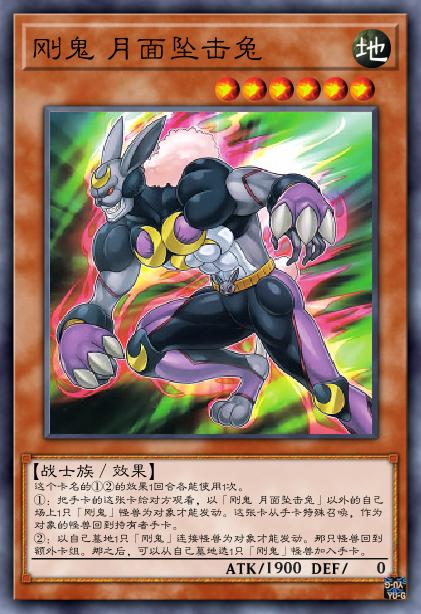 刚鬼 月面坠击兔
地
【战士族／效果】
这个卡名的①②的效果1回合各能使用1次。
①：把手卡的这张卡给对方观看，以「刚鬼 月面坠击兔」以外的自己
场上1只「刚鬼」怪兽为对象才能发动。这张卡从手卡特殊召唤，作为
对象的怪兽回到持有者手卡。
②：以自己墓地1只「刚鬼」连接怪兽为对象才能发动。那只怪兽回到
额外卡组。那之后，可以从自己墓地选1只「刚鬼」怪兽加入手卡。
ATK/1900 DEF/ 0